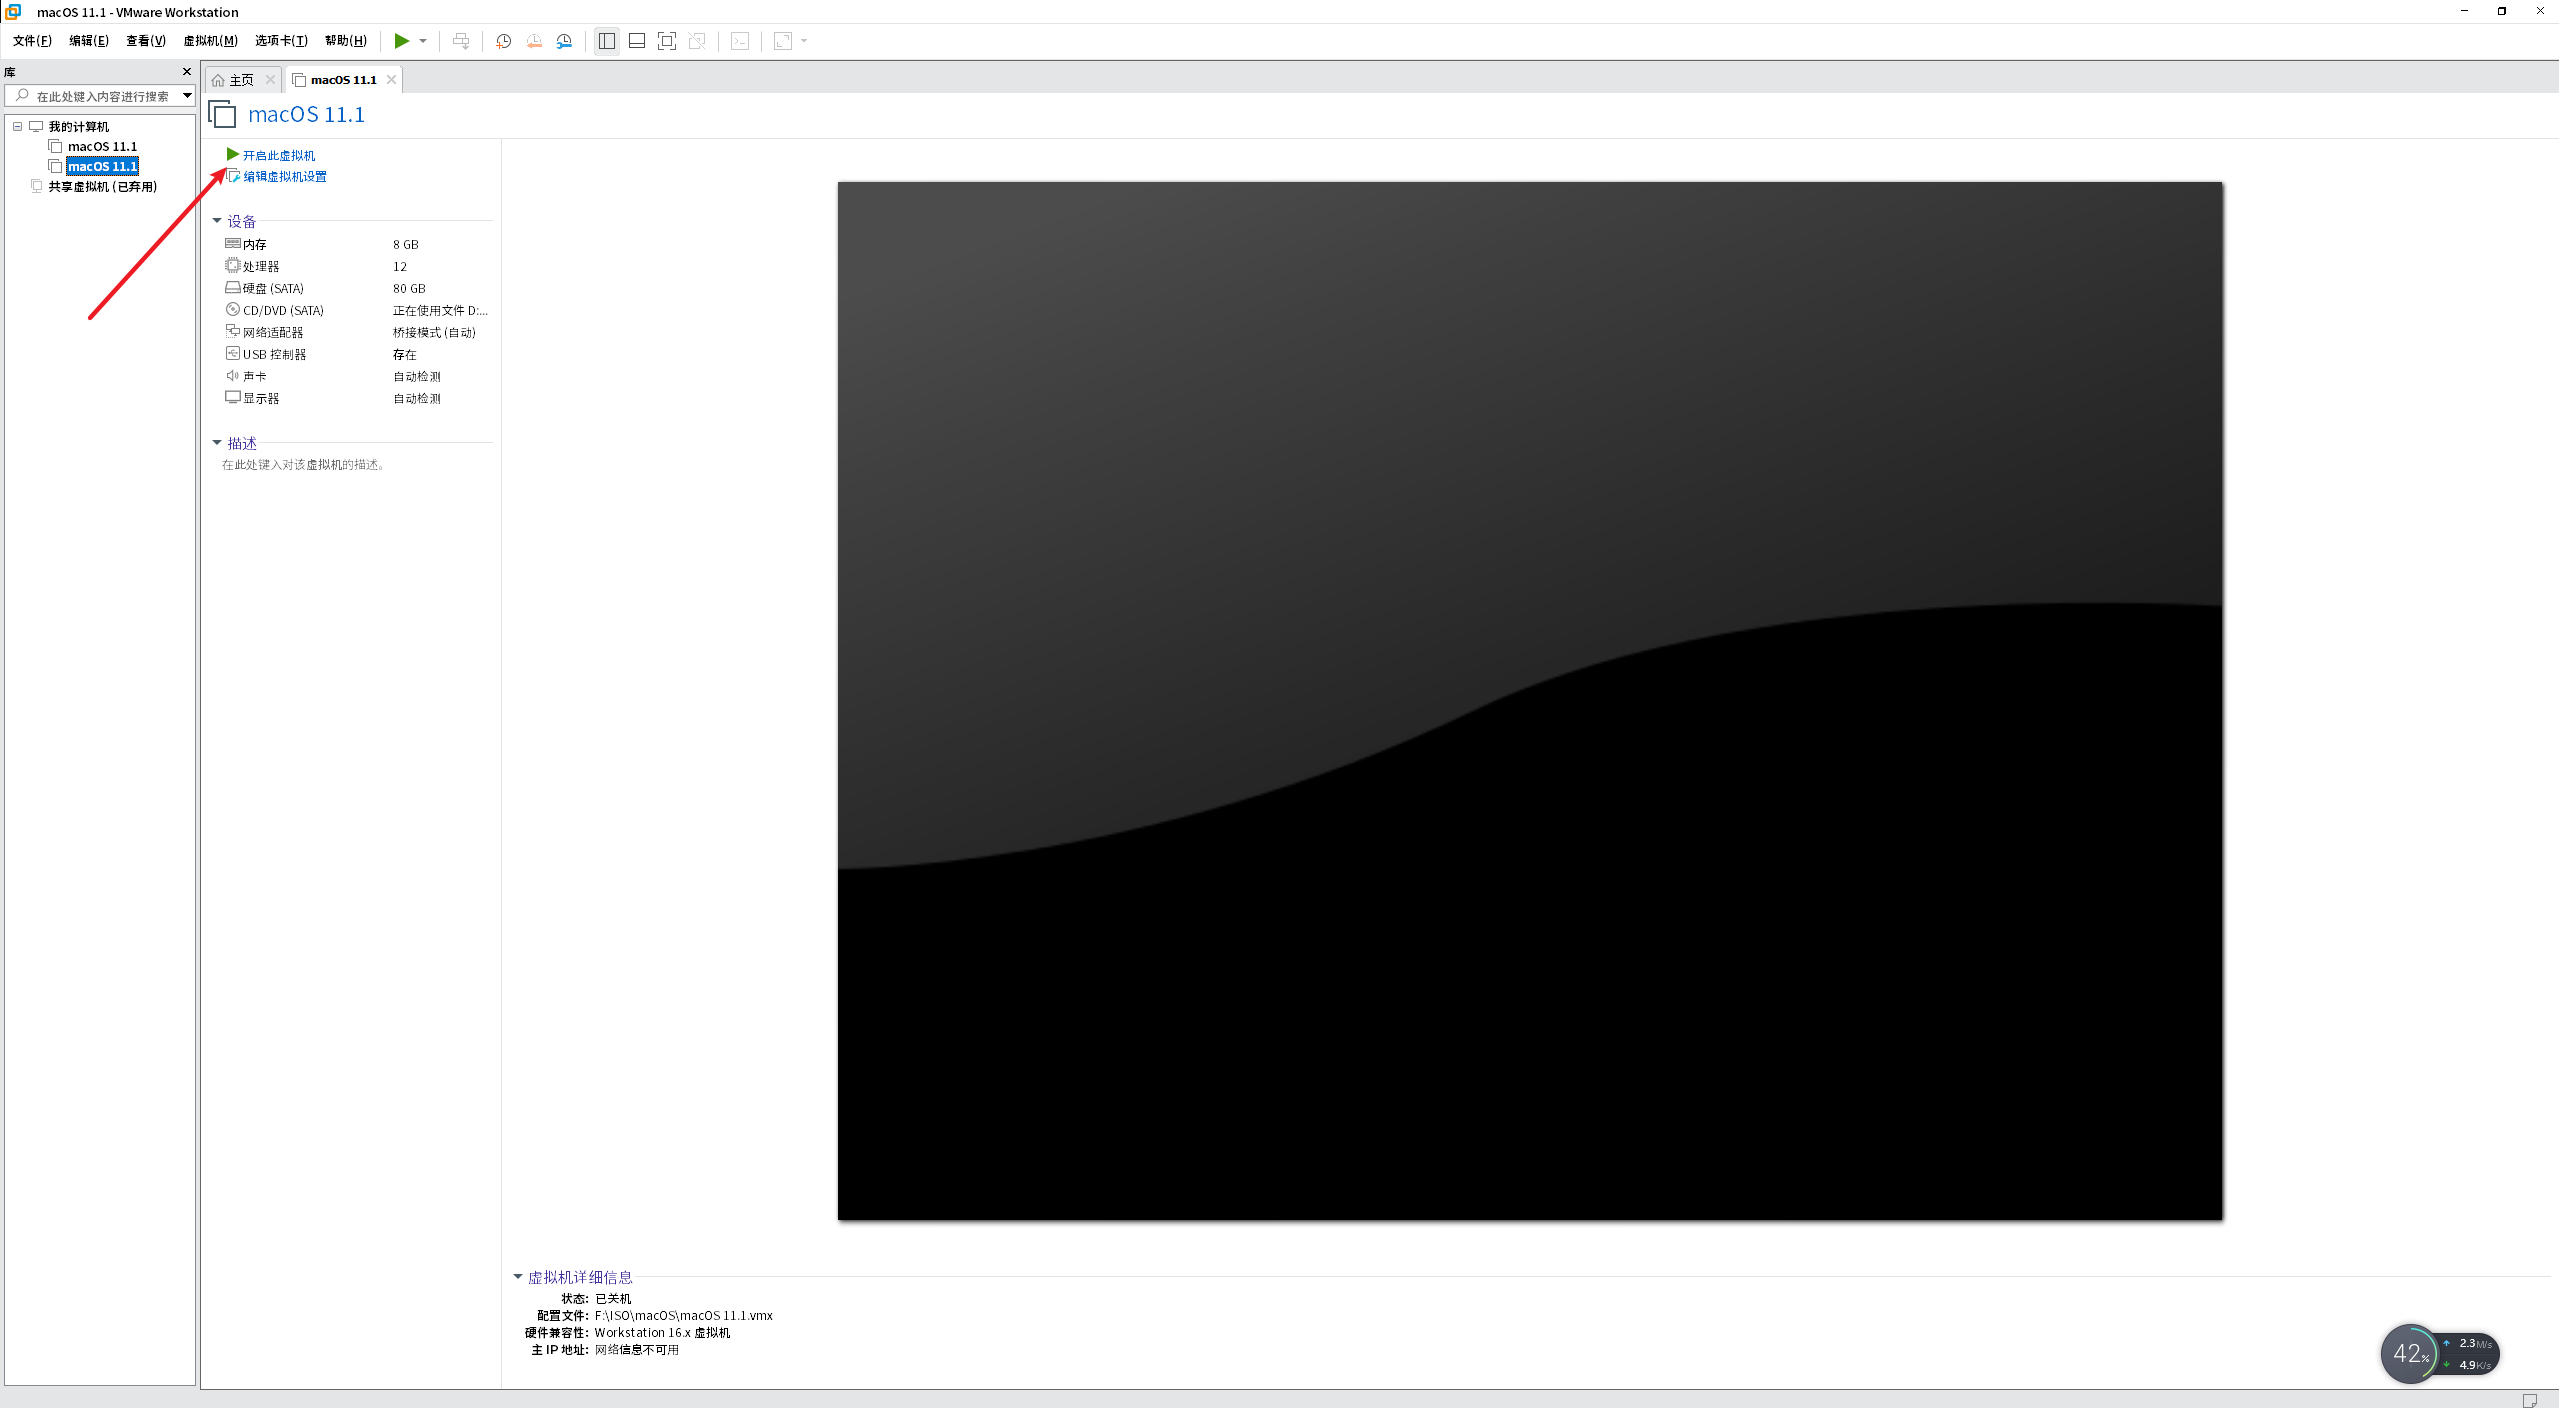 macOS 11.1 - VMware Workstation
文件(F) 编辑(E) 查看(V) 虚拟机(M) 选项卡(T) 帮助(H)
库
在此处键入内容进行搜索
我的计算机
macOS 11.1
macOS 11.1
共享虚拟机 (已弃用)
主页
macOS 11.1
macOS 11.1
开启此虚拟机
编辑虚拟机设置
设备
内存 8 GB
处理器 12
硬盘 (SATA) 80 GB
CD/DVD (SATA) 正在使用文件 D:...
网络适配器 桥接模式 (自动)
USB 控制器 存在
声卡 自动检测
显示器 自动检测
描述
在此处键入对该虚拟机的描述。
虚拟机详细信息
状态: 已关机
配置文件: F:\ISO\macOS\macOS 11.1.vmx
硬件兼容性: Workstation 16.x 虚拟机
主 IP 地址: 网络信息不可用
42%
2.3M/s
4.9K/s